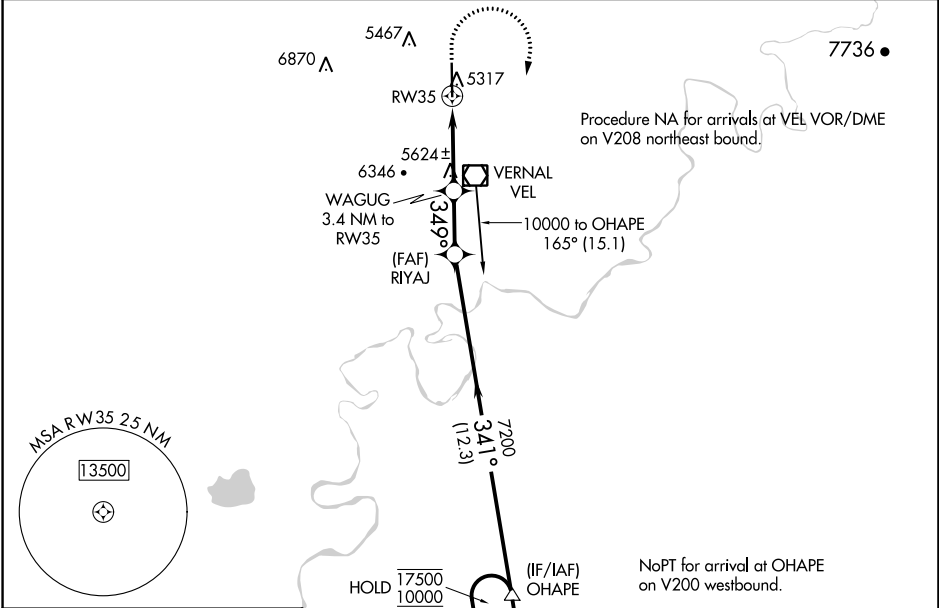 5467
7736
6870
5317
RW35
Procedure NA for arrivals at VEL VOR/DME
on V208 northeast bound.
5624±
6346
VERNAL
VEL
WAGUG
3.4 NM to
RW35
349°
10000 to OHAPE
165° (15.1)
(FAF)
RIYAJ
7200
341°
(12.3)
MSA RW35 25 NM
13500
HOLD
17500
10000
(IF/IAF)
OHAPE
NoPT for arrival at OHAPE
on V200 westbound.